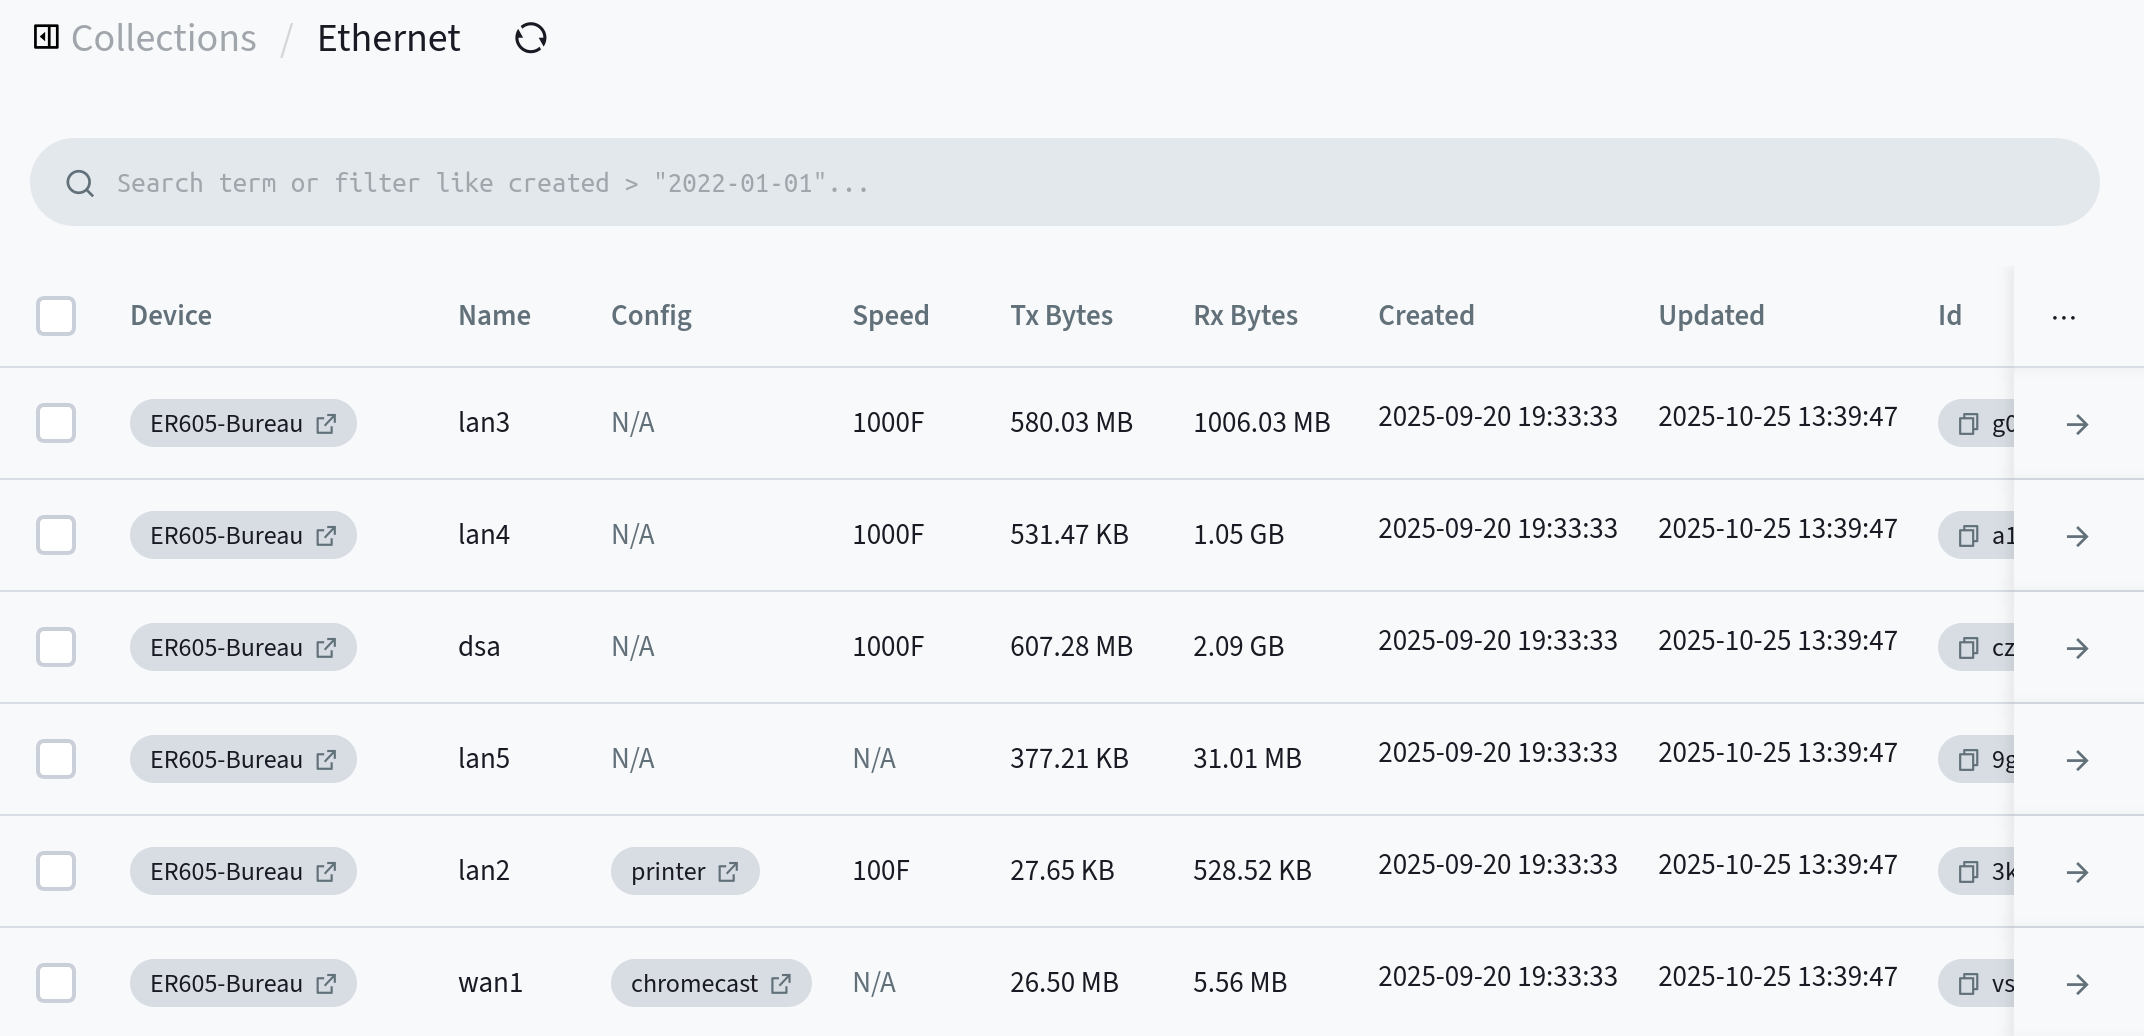 Collections / Ethernet
Search term or filter like created > "2022-01-01"...
Device Name Config Speed Tx Bytes Rx Bytes Created Updated Id ...
ER605-Bureau lan3 N/A 1000F 580.03 MB 1006.03 MB 2025-09-20 19:33:33 2025-10-25 13:39:47
ER605-Bureau lan4 N/A 1000F 531.47 KB 1.05 GB 2025-09-20 19:33:33 2025-10-25 13:39:47 a1
ER605-Bureau dsa N/A 1000F 607.28 MB 2.09 GB 2025-09-20 19:33:33 2025-10-25 13:39:47 cz
ER605-Bureau lan5 N/A N/A 377.21 KB 31.01 MB 2025-09-20 19:33:33 2025-10-25 13:39:47 9g
ER605-Bureau lan2 printer 100F 27.65 KB 528.52 KB 2025-09-20 19:33:33 2025-10-25 13:39:47 3k
ER605-Bureau wan1 chromecast N/A 26.50 MB 5.56 MB 2025-09-20 19:33:33 2025-10-25 13:39:47 vs